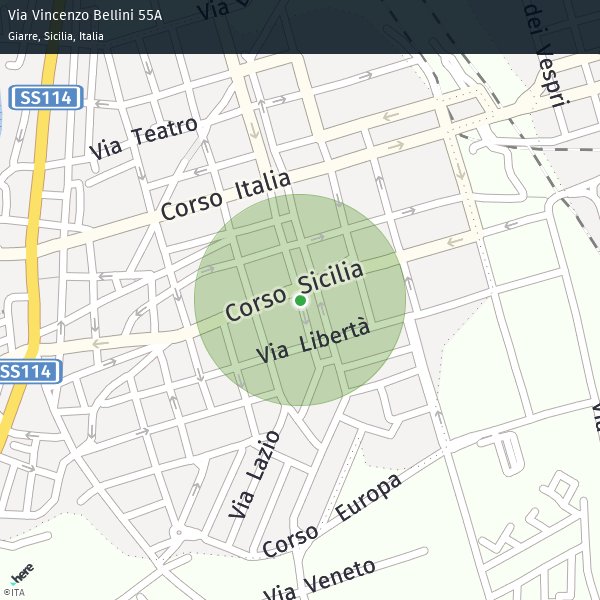 Via Vincenzo Bellini 55A
Giarre, Sicilia, Italia
dei Vespri
SS114
Via Teatro
Corso Italia
Corso Sicilia
Via Libertà
SS114
Via Lazio
Corso Europa
Via Veneto
here
©ITA